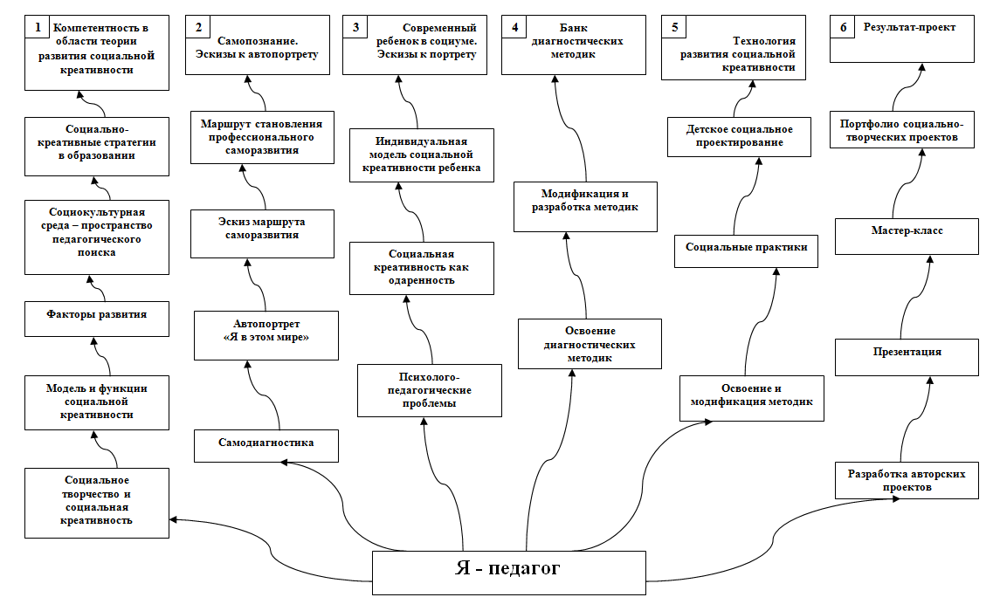 1
Компетентность в
области теории
развития социальной
креативности
Социально-
креативные стратегии
в образовании
Социокультурная
среда – пространство
педагогического
поиска
Факторы развития
Модель и функции
социальной
креативности
Социальное
творчество и
социальная
креативность
2
Самопознание.
Эскизы к автопортрету
Маршрут становления
профессионального
саморазвития
Эскиз маршрута
саморазвития
Автопортрет
«Я в этом мире»
Самодиагностика
3
Современный
ребенок в социуме.
Эскизы к портрету
Индивидуальная
модель социальной
креативности ребенка
Социальная
креативность как
одаренность
Психолого-
педагогические
проблемы
4
Банк
диагностических
методик
Модификация и
разработка методик
Освоение
диагностических
методик
5
Технология
развития социальной
креативности
Детское социальное
проектирование
Социальные практики
Освоение и
модификация методик
6
Результат-проект
Портфолио социально-
творческих проектов
Мастер-класс
Презентация
Разработка авторских
проектов
Я - педагог